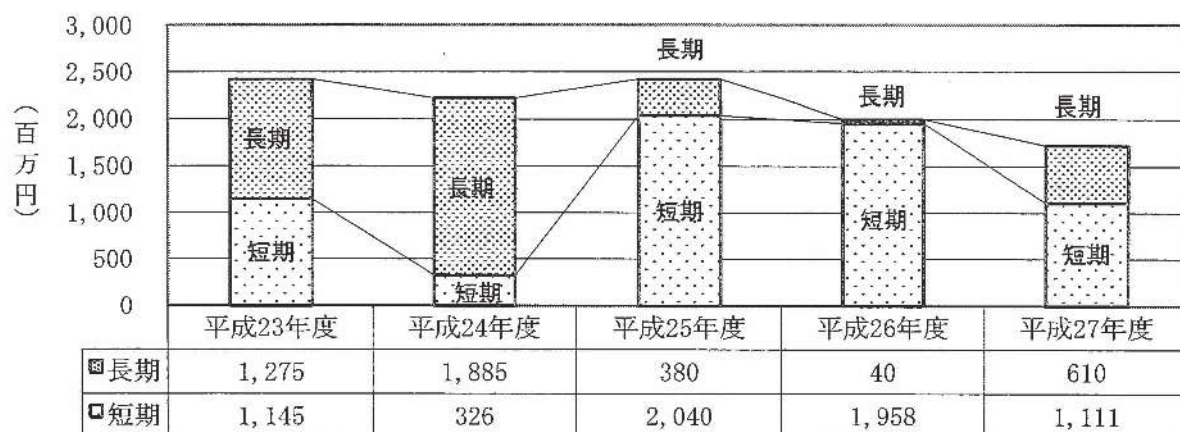 （百万円）
3,000
2,500
2,000
1,500
1,000
500
0
長期
短期
長期
短期
長期
短期
長期
短期
長期
短期
平成23年度 平成24年度 平成25年度 平成26年度 平成27年度
長期 1,275 1,885 380 40 610
短期 1,145 326 2,040 1,958 1,111